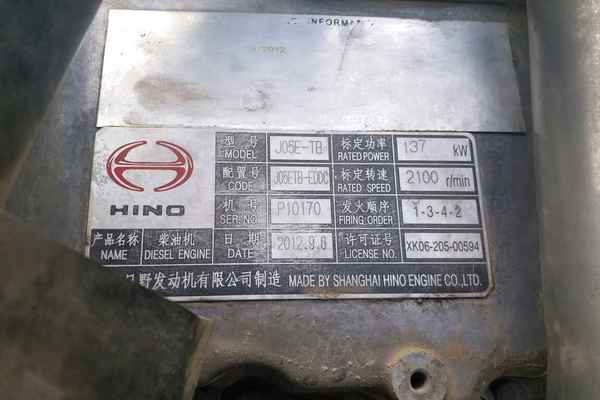 INFORMAT
2012
型号 J05E-TB 标定功率 137 kW
MODEL RATED POWER
配置号 J05ETB-EDDC 标定转速 2100 r/min
CODE RATED SPEED
HINO
机号 P10170 发火顺序 1-3-4-2
SER.NO. FIRING.ORDER
产品名称 柴油机 日期 2012.9.6 许可证号 XK06-205-00594
NAME DIESEL ENGINE DATE LICENSE NO.
野发动机有限公司制造 MADE BY SHANGHAI HINO ENGINE CO.,LTD.